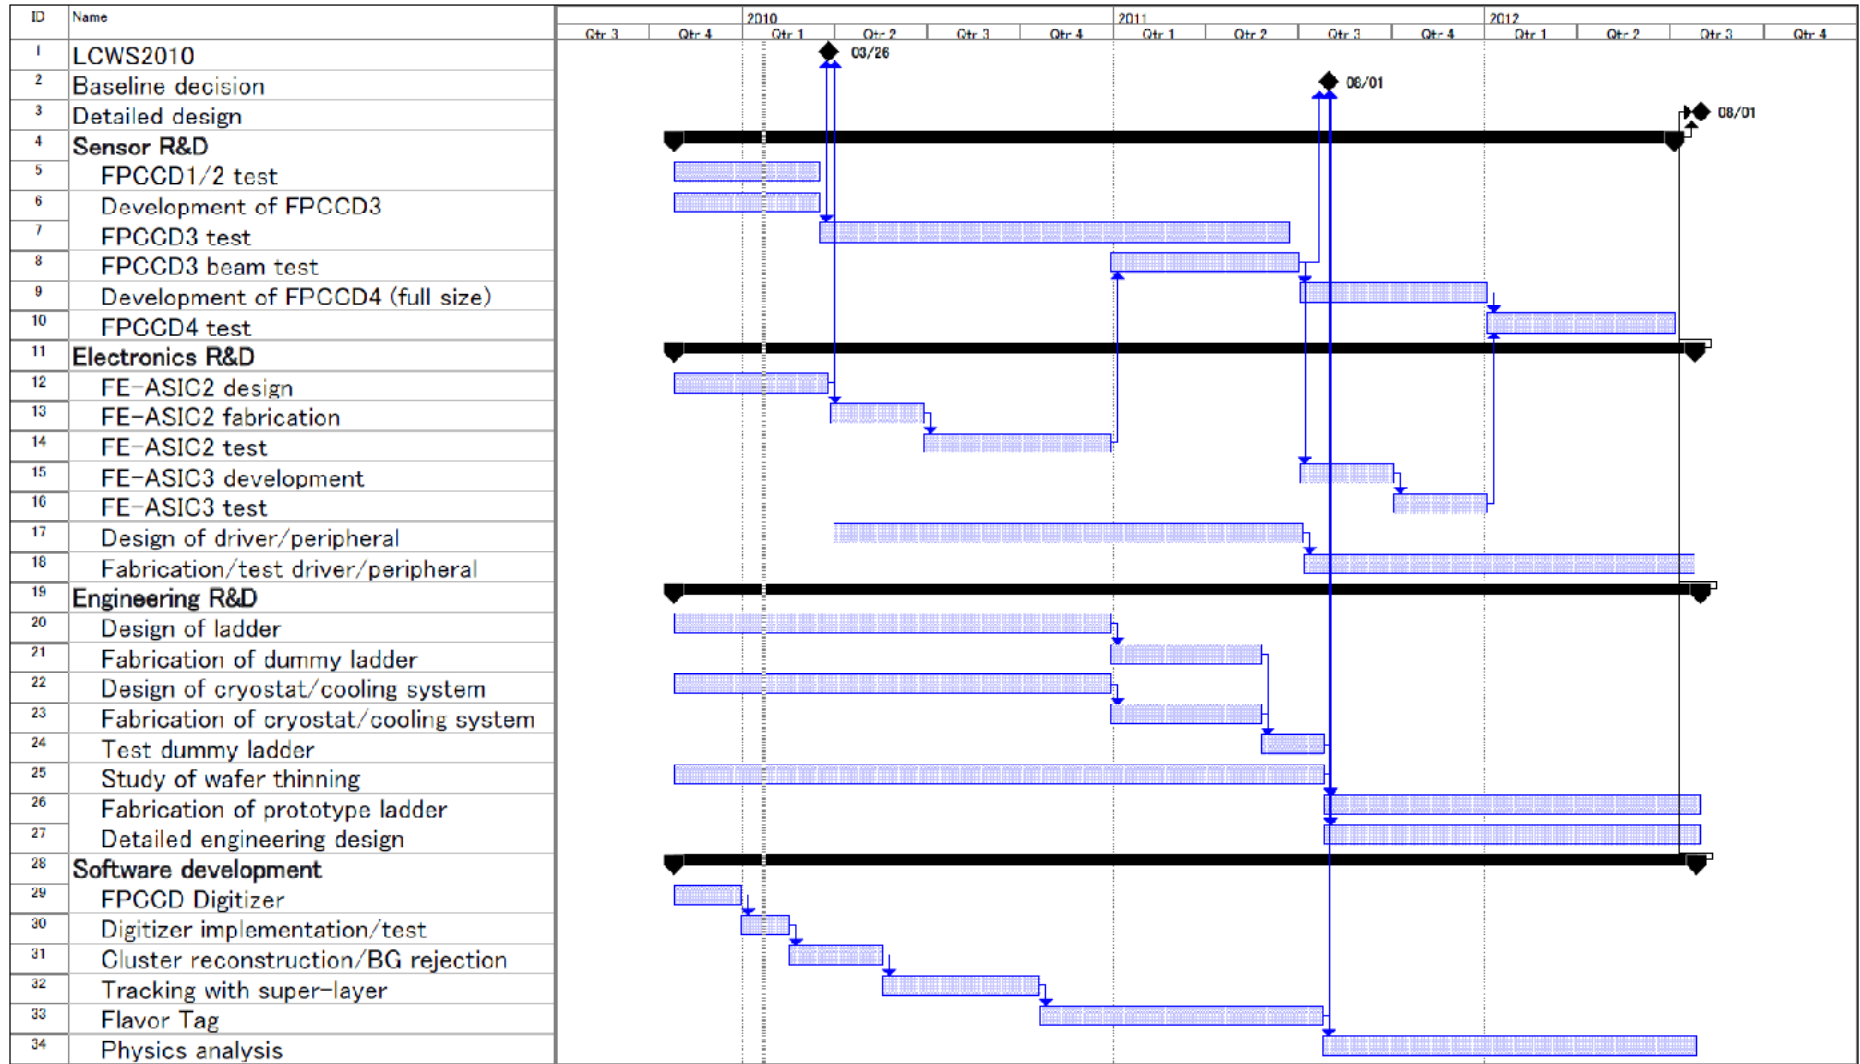 ID Name 2010 2011 2012
Qtr 3 Qtr 4 Qtr 1 Qtr 2 Qtr 3 Qtr 4 Qtr 1 Qtr 2 Qtr 3 Qtr 4 Qtr 1 Qtr 2 Qtr 3 Qtr 4
1 LCWS2010 03/26
2 Baseline decision 08/01
3 Detailed design 08/01
4 Sensor R&D
5 FPCCD1/2 test
6 Development of FPCCD3
7 FPCCD3 test
8 FPCCD3 beam test
9 Development of FPCCD4 (full size)
10 FPCCD4 test
11 Electronics R&D
12 FE-ASIC2 design
13 FE-ASIC2 fabrication
14 FE-ASIC2 test
15 FE-ASIC3 development
16 FE-ASIC3 test
17 Design of driver/peripheral
18 Fabrication/test driver/peripheral
19 Engineering R&D
20 Design of ladder
21 Fabrication of dummy ladder
22 Design of cryostat/cooling system
23 Fabrication of cryostat/cooling system
24 Test dummy ladder
25 Study of wafer thinning
26 Fabrication of prototype ladder
27 Detailed engineering design
28 Software development
29 FPCCD Digitizer
30 Digitizer implementation/test
31 Cluster reconstruction/BG rejection
32 Tracking with super-layer
33 Flavor Tag
34 Physics analysis